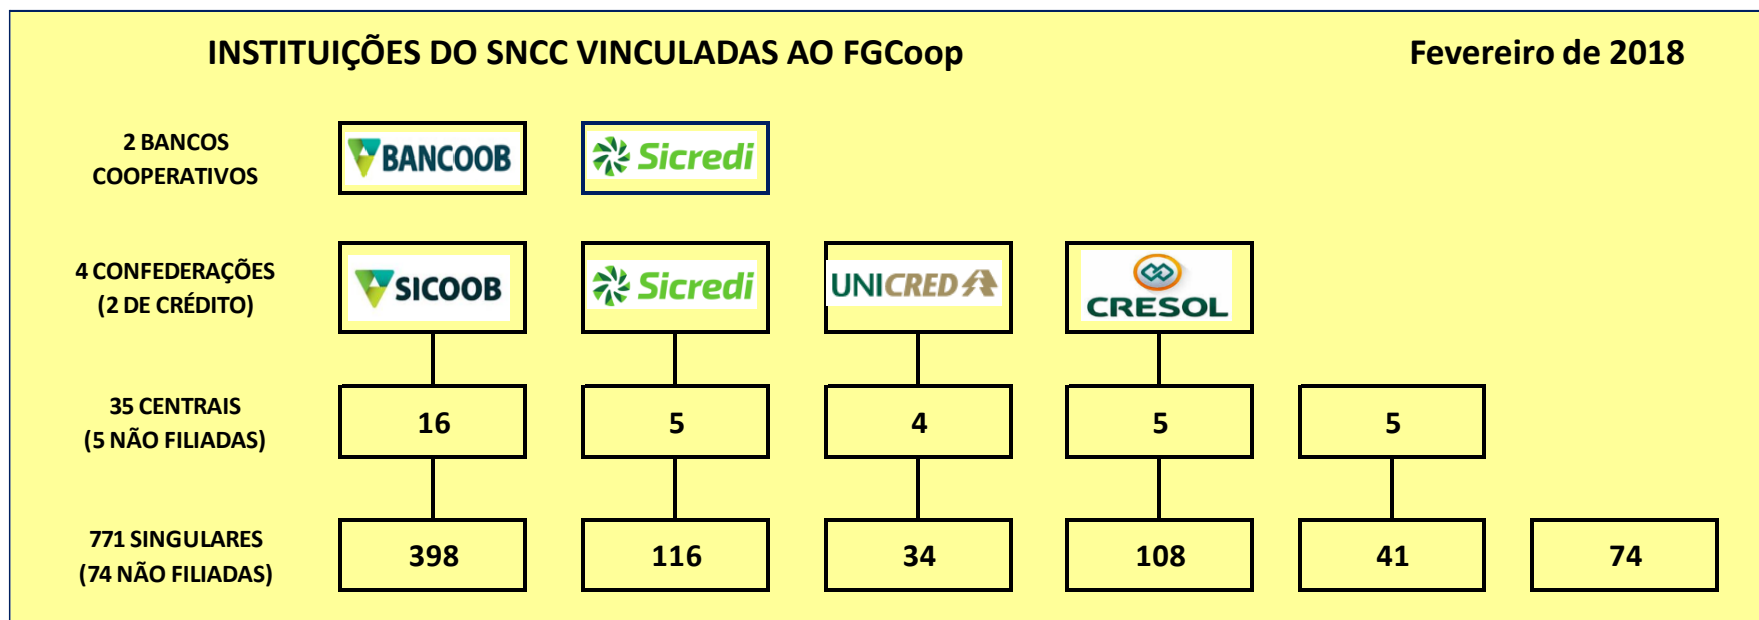 INSTITUIÇÕES DO SNCC VINCULADAS AO FGCoop
Fevereiro de 2018
2 BANCOS
COOPERATIVOS
BANCOOB
Sicredi
4 CONFEDERAÇÕES
(2 DE CRÉDITO)
SICOOB
Sicredi
UNICRED
CRESOL
35 CENTRAIS
(5 NÃO FILIADAS)
16
5
4
5
5
771 SINGULARES
(74 NÃO FILIADAS)
398
116
34
108
41
74